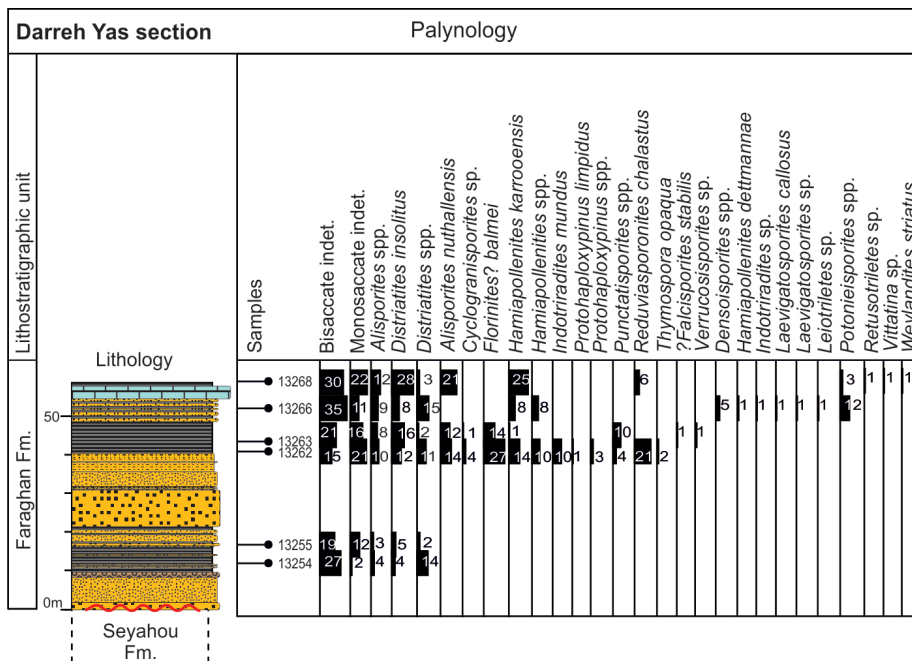 Darreh Yas section
Palynology
Lithostratigraphic unit
Lithology
Samples
Bisaccate indet.
Monosaccate indet.
Alisporites spp.
Distriatites insolitus
Distriatites spp.
Alisporites nuthallensis
Cyclogranisporites sp.
Florinites? balmei
Hamiapollenites karrooensis
Hamiapollenities spp.
Indotriradites mundus
Protohaploxypinus limpidus
Protohaploxypinus spp.
Punctatisporites spp.
Reduviasporonites chalastus
Thymospora opaqua
?Falcisporites stabilis
Verrucosisporites sp.
Densoisporites spp.
Hamiapollenites dettmannae
Indotriradites sp.
Laevigatosporites callosus
Laevigatosporites sp.
Leiotriletes sp.
Potonieisporites spp.
Retusotriletes sp.
Vittatina sp.
Weylandites striatus
Faraghan Fm.
50
0m
Seyahou
Fm.
13268 30 22 12 28 3 21 25 6 3 1 1 1
13266 35 11 9 8 15 8 8 5 1 1 1 1 1 12
13263 21 16 8 16 2 12 1 14 1 10 1 1
13262 15 21 10 12 11 14 4 27 14 10 10 1 3 4 21 2
13255 19 12 3 5 2
13254 27 2 4 4 14